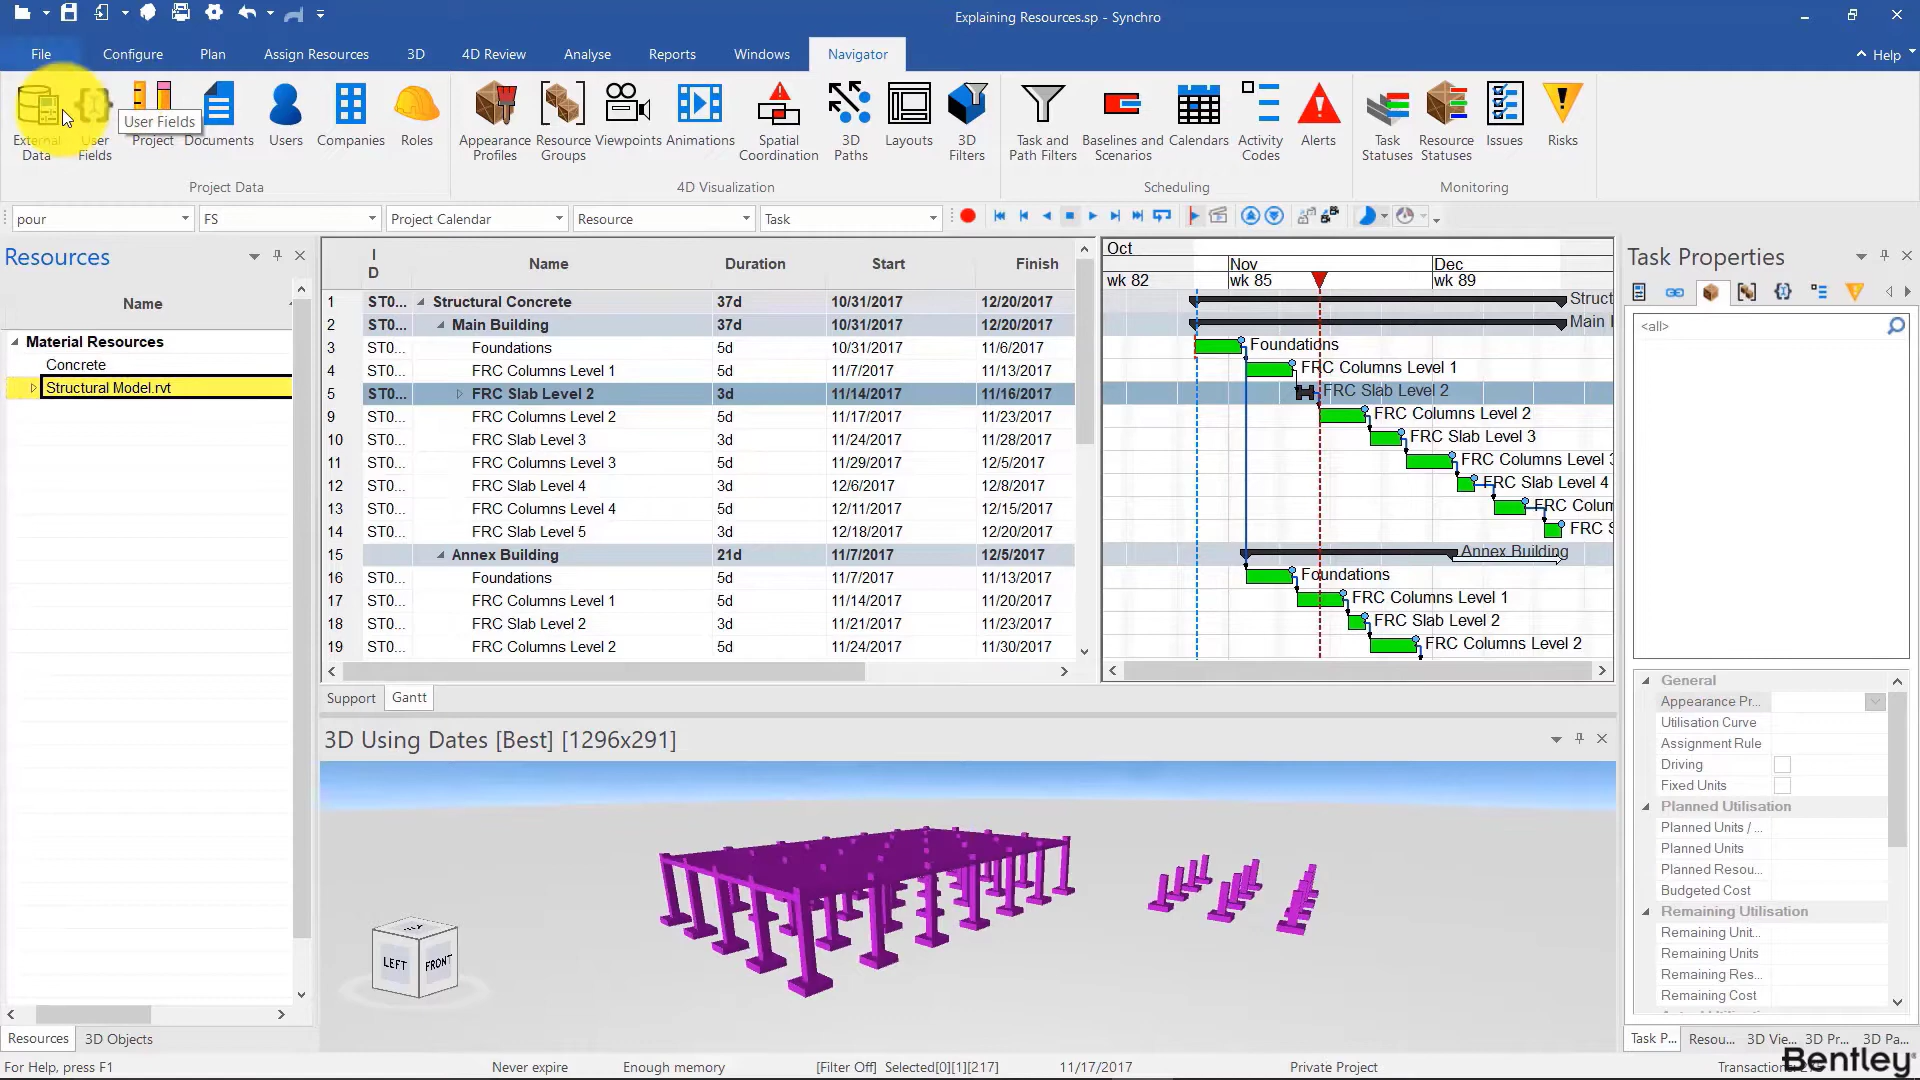 Explaining Resources.sp - Synchro
File Configure Plan Assign Resources 3D 4D Review Analyse Reports Windows Navigator Help
External Data
User Fields
User Fields
Project
Documents
Users
Companies
Roles
Appearance Profiles
Resource Groups
Viewpoints
Animations
Spatial Coordination
3D Paths
Layouts
3D Filters
Task and Path Filters
Baselines and Scenarios
Calendars
Activity Codes
Alerts
Task Statuses
Resource Statuses
Issues
Risks
Project Data 4D Visualization Scheduling Monitoring
pour FS Project Calendar Resource Task
Resources
Name
Material Resources
Concrete
Structural Model.rvt
Resources 3D Objects
ID Name Duration Start Finish
1 ST0... Structural Concrete 37d 10/31/2017 12/20/2017
2 ST0... Main Building 37d 10/31/2017 12/20/2017
3 ST0... Foundations 5d 10/31/2017 11/6/2017
4 ST0... FRC Columns Level 1 5d 11/7/2017 11/13/2017
5 ST0... FRC Slab Level 2 3d 11/14/2017 11/16/2017
9 ST0... FRC Columns Level 2 5d 11/17/2017 11/23/2017
10 ST0... FRC Slab Level 3 3d 11/24/2017 11/28/2017
11 ST0... FRC Columns Level 3 5d 11/29/2017 12/5/2017
12 ST0... FRC Slab Level 4 3d 12/6/2017 12/8/2017
13 ST0... FRC Columns Level 4 5d 12/11/2017 12/15/2017
14 ST0... FRC Slab Level 5 3d 12/18/2017 12/20/2017
15 Annex Building 21d 11/7/2017 12/5/2017
16 ST0... Foundations 5d 11/7/2017 11/13/2017
17 ST0... FRC Columns Level 1 5d 11/14/2017 11/20/2017
18 ST0... FRC Slab Level 2 3d 11/21/2017 11/23/2017
19 ST0... FRC Columns Level 2 5d 11/24/2017 11/30/2017
Support Gantt
Oct
Nov Dec
wk 82 wk 85 wk 89
Struct
Main
Foundations
FRC Columns Level 1
FRC Slab Level 2
FRC Columns Level 2
FRC Slab Level 3
FRC Columns Level 3
FRC Slab Level 4
FRC Colum
FRC S
Annex Building
Foundations
FRC Columns Level 1
FRC Slab Level 2
FRC Columns Level 2
3D Using Dates [Best] [1296x291]
LEFT FRONT
Task Properties
<all>
General
Appearance Pr...
Utilisation Curve
Assignment Rule
Driving
Fixed Units
Planned Utilisation
Planned Units / ...
Planned Units
Planned Resou...
Budgeted Cost
Remaining Utilisation
Remaining Unit...
Remaining Units
Remaining Res...
Remaining Cost
Task P... Resou... 3D Vie... 3D Pr... 3D Pa...
For Help, press F1 Never expire Enough memory [Filter Off] Selected[0][1][217] 11/17/2017 Private Project
Bentley